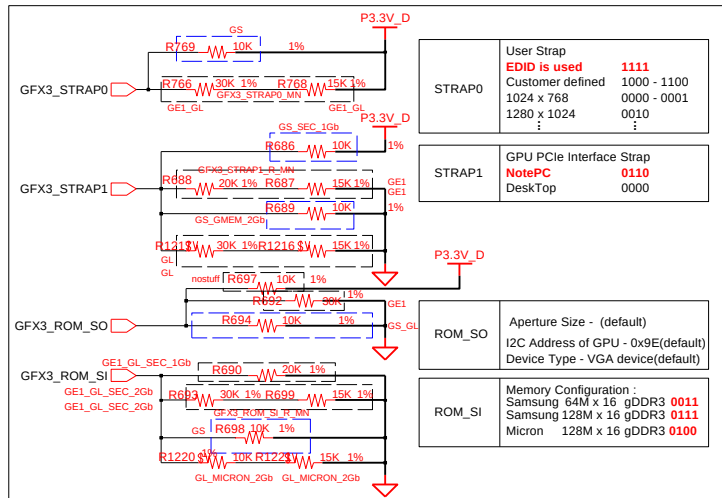 GS
P3.3V_D
R769
10K
1%
GFX3_STRAP0
R766
30K 1%
R768
15K 1%
GFX3_STRAP0_MN
GE1_GL
GE1_GL
STRAP0
User Strap
EDID is used 1111
Customer defined 1000 - 1100
1024 x 768 0000 - 0001
1280 x 1024 0010
P3.3V_D
GS_SEC_1Gb
R686
10K
1%
GFX3_STRAP1
GFX3_STRAP1_R_MN
R688
20K 1%
R687
15K 1%
GE1
GE1
R689
10K
1%
GS_GMEM_2Gb
30K 1%
R1216
15K 1%
GL
GL
STRAP1
GPU PCIe Interface Strap
NotePC 0110
DeskTop 0000
P3.3V_D
nostuff
R697
10K
1%
R692
30K
1%
GE1
GFX3_ROM_SO
R694
10K
1%
GS_GL
ROM_SO
Aperture Size - (default)
I2C Address of GPU - 0x9E(default)
Device Type - VGA device(default)
GFX3_ROM_SI
GE1_GL_SEC_1Gb
R690
20K
1%
GE1_GL_SEC_2Gb
GE1_GL_SEC_2Gb
R693
30K 1%
R699
15K 1%
GFX3_ROM_SI_R_MN
GS
R698
10K
1%
R1220
1%
10K
15K 1%
GL_MICRON_2Gb
GL_MICRON_2Gb
ROM_SI
Memory Configuration :
Samsung 64M x 16 gDDR3 0011
Samsung 128M x 16 gDDR3 0111
Micron 128M x 16 gDDR3 0100